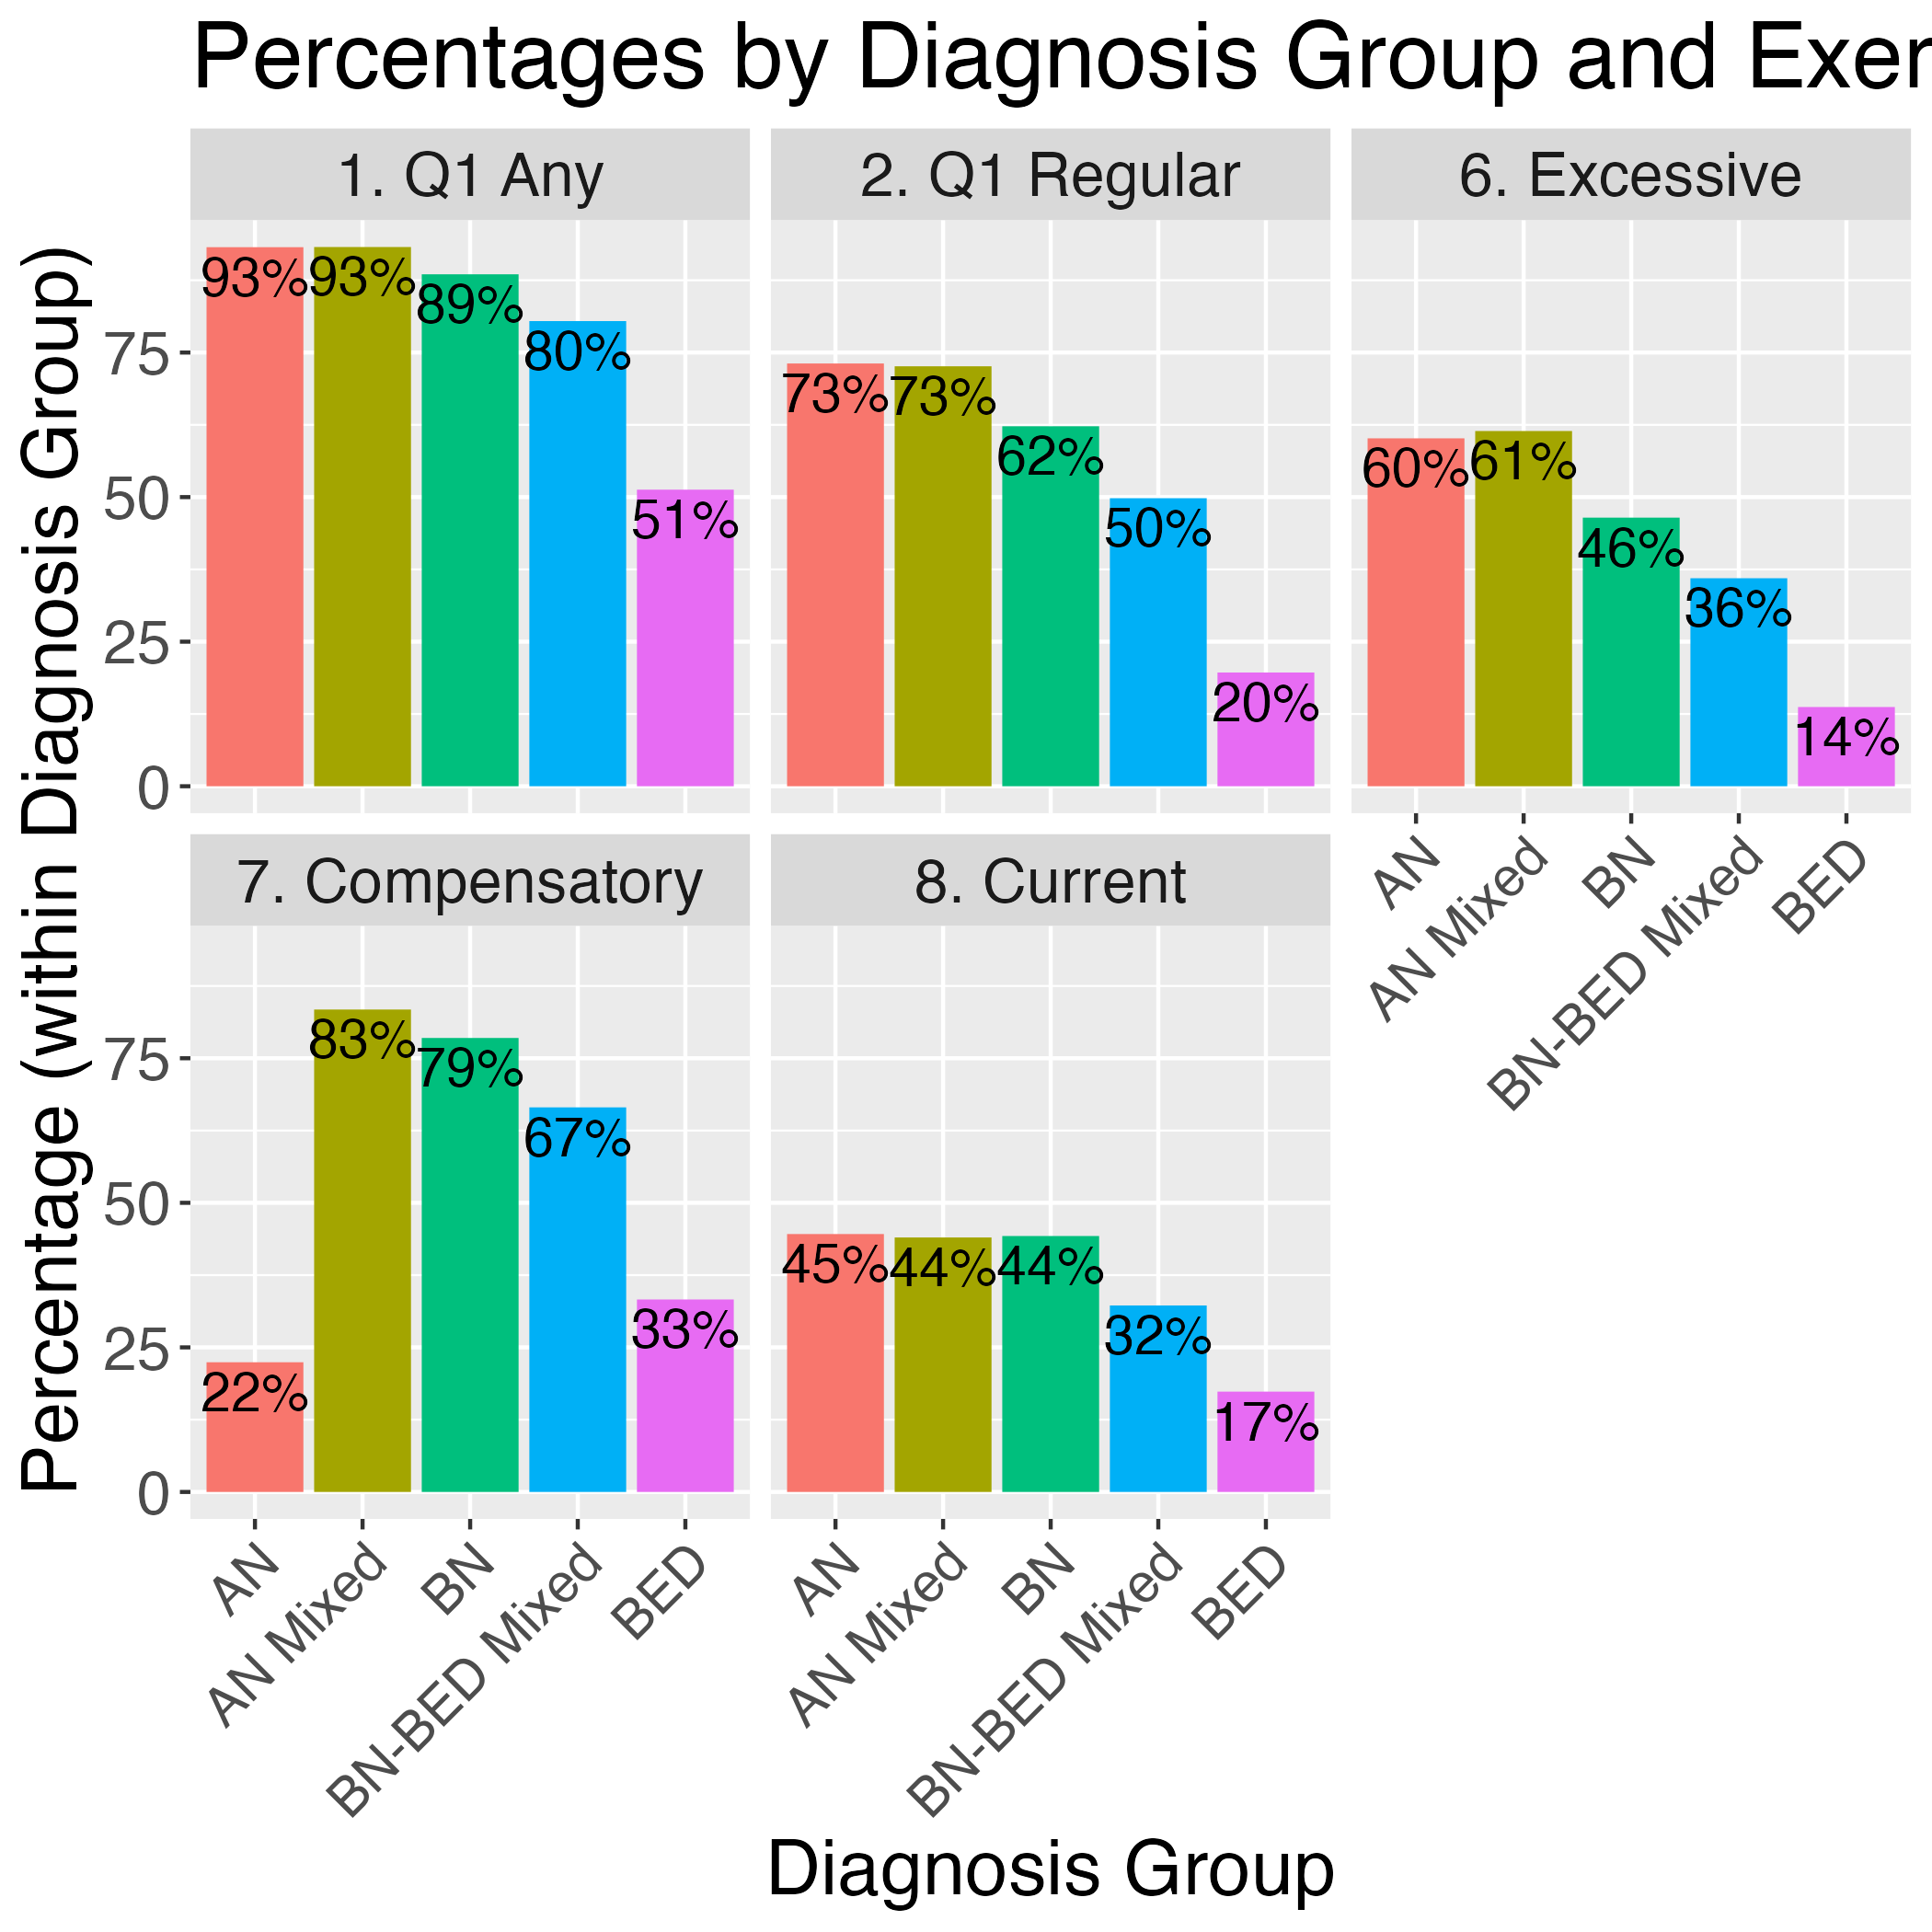 Percentages by Diagnosis Group and Exer
Percentage (within Diagnosis Group)
1. Q1 Any
2. Q1 Regular
6. Excessive
75
50
25
0
93%
93%
89%
80%
51%
73%
73%
62%
50%
20%
60%
61%
46%
36%
14%
AN
AN Mixed
BN
BN-BED Mixed
BED
7. Compensatory
8. Current
75
50
25
0
22%
83%
79%
67%
33%
45%
44%
44%
32%
17%
AN
AN Mixed
BN
BN-BED Mixed
BED
AN
AN Mixed
BN
BN-BED Mixed
BED
Diagnosis Group